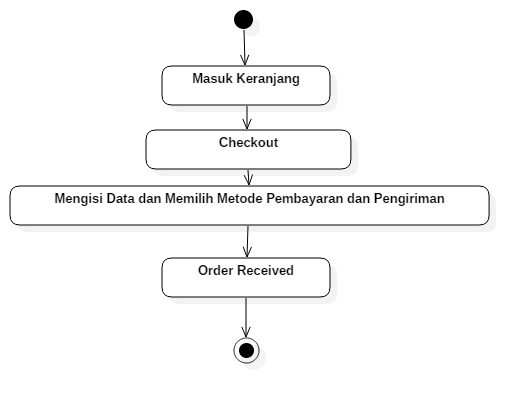 Masuk Keranjang
Checkout
Mengisi Data dan Memilih Metode Pembayaran dan Pengiriman
Order Received